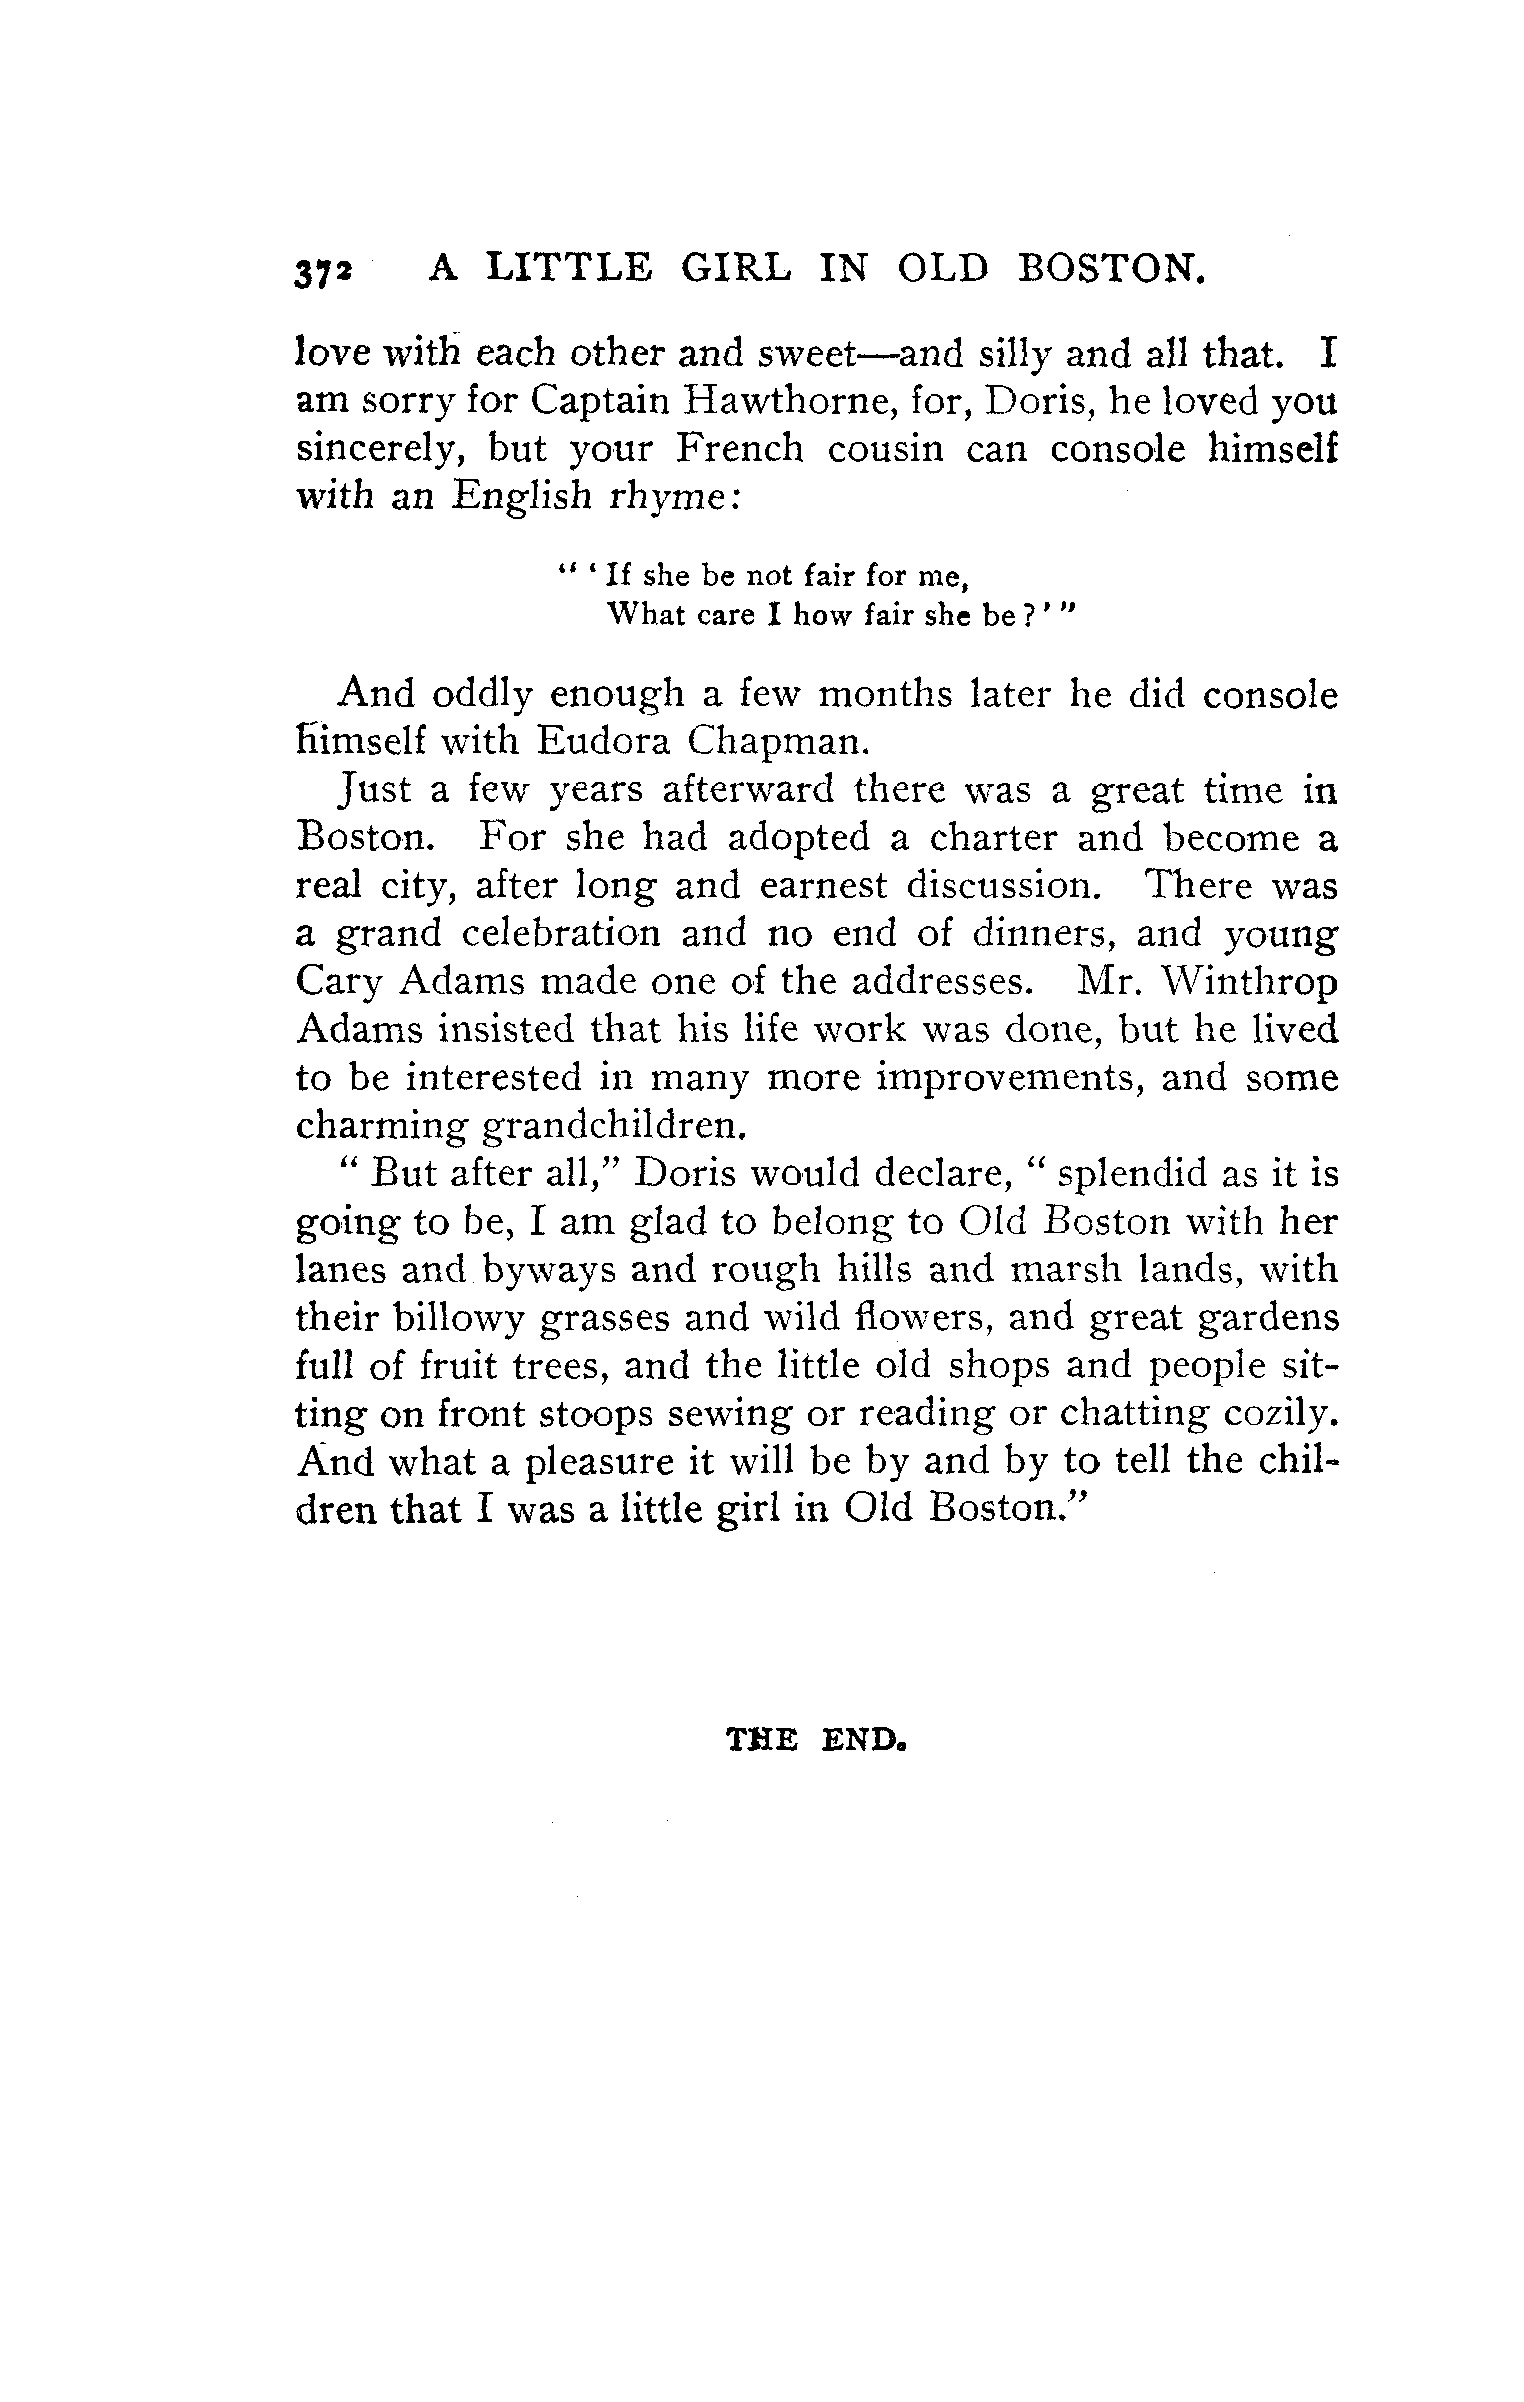 372 A LITTLE GIRL IN OLD BOSTON.
love with each other and sweet—and silly and all that. I
am sorry for Captain Hawthorne, for, Doris, he loved you
sincerely, but your French cousin can console himself
with an English rhyme:
" ' If she be not fair for me,
What care I how fair she be ? ' "
And oddly enough a few months later he did console
himself with Eudora Chapman.
Just a few years afterward there was a great time in
Boston. For she had adopted a charter and become a
real city, after long and earnest discussion. There was
a grand celebration and no end of dinners, and young
Cary Adams made one of the addresses. Mr. Winthrop
Adams insisted that his life work was done, but he lived
to be interested in many more improvements, and some
charming grandchildren.
" But after all," Doris would declare, " splendid as it is
going to be, I am glad to belong to Old Boston with her
lanes and byways and rough hills and marsh lands, with
their billowy grasses and wild flowers, and great gardens
full of fruit trees, and the little old shops and people sit-
ting on front stoops sewing or reading or chatting cozily.
And what a pleasure it will be by and by to tell the chil-
dren that I was a little girl in Old Boston."
THE END.